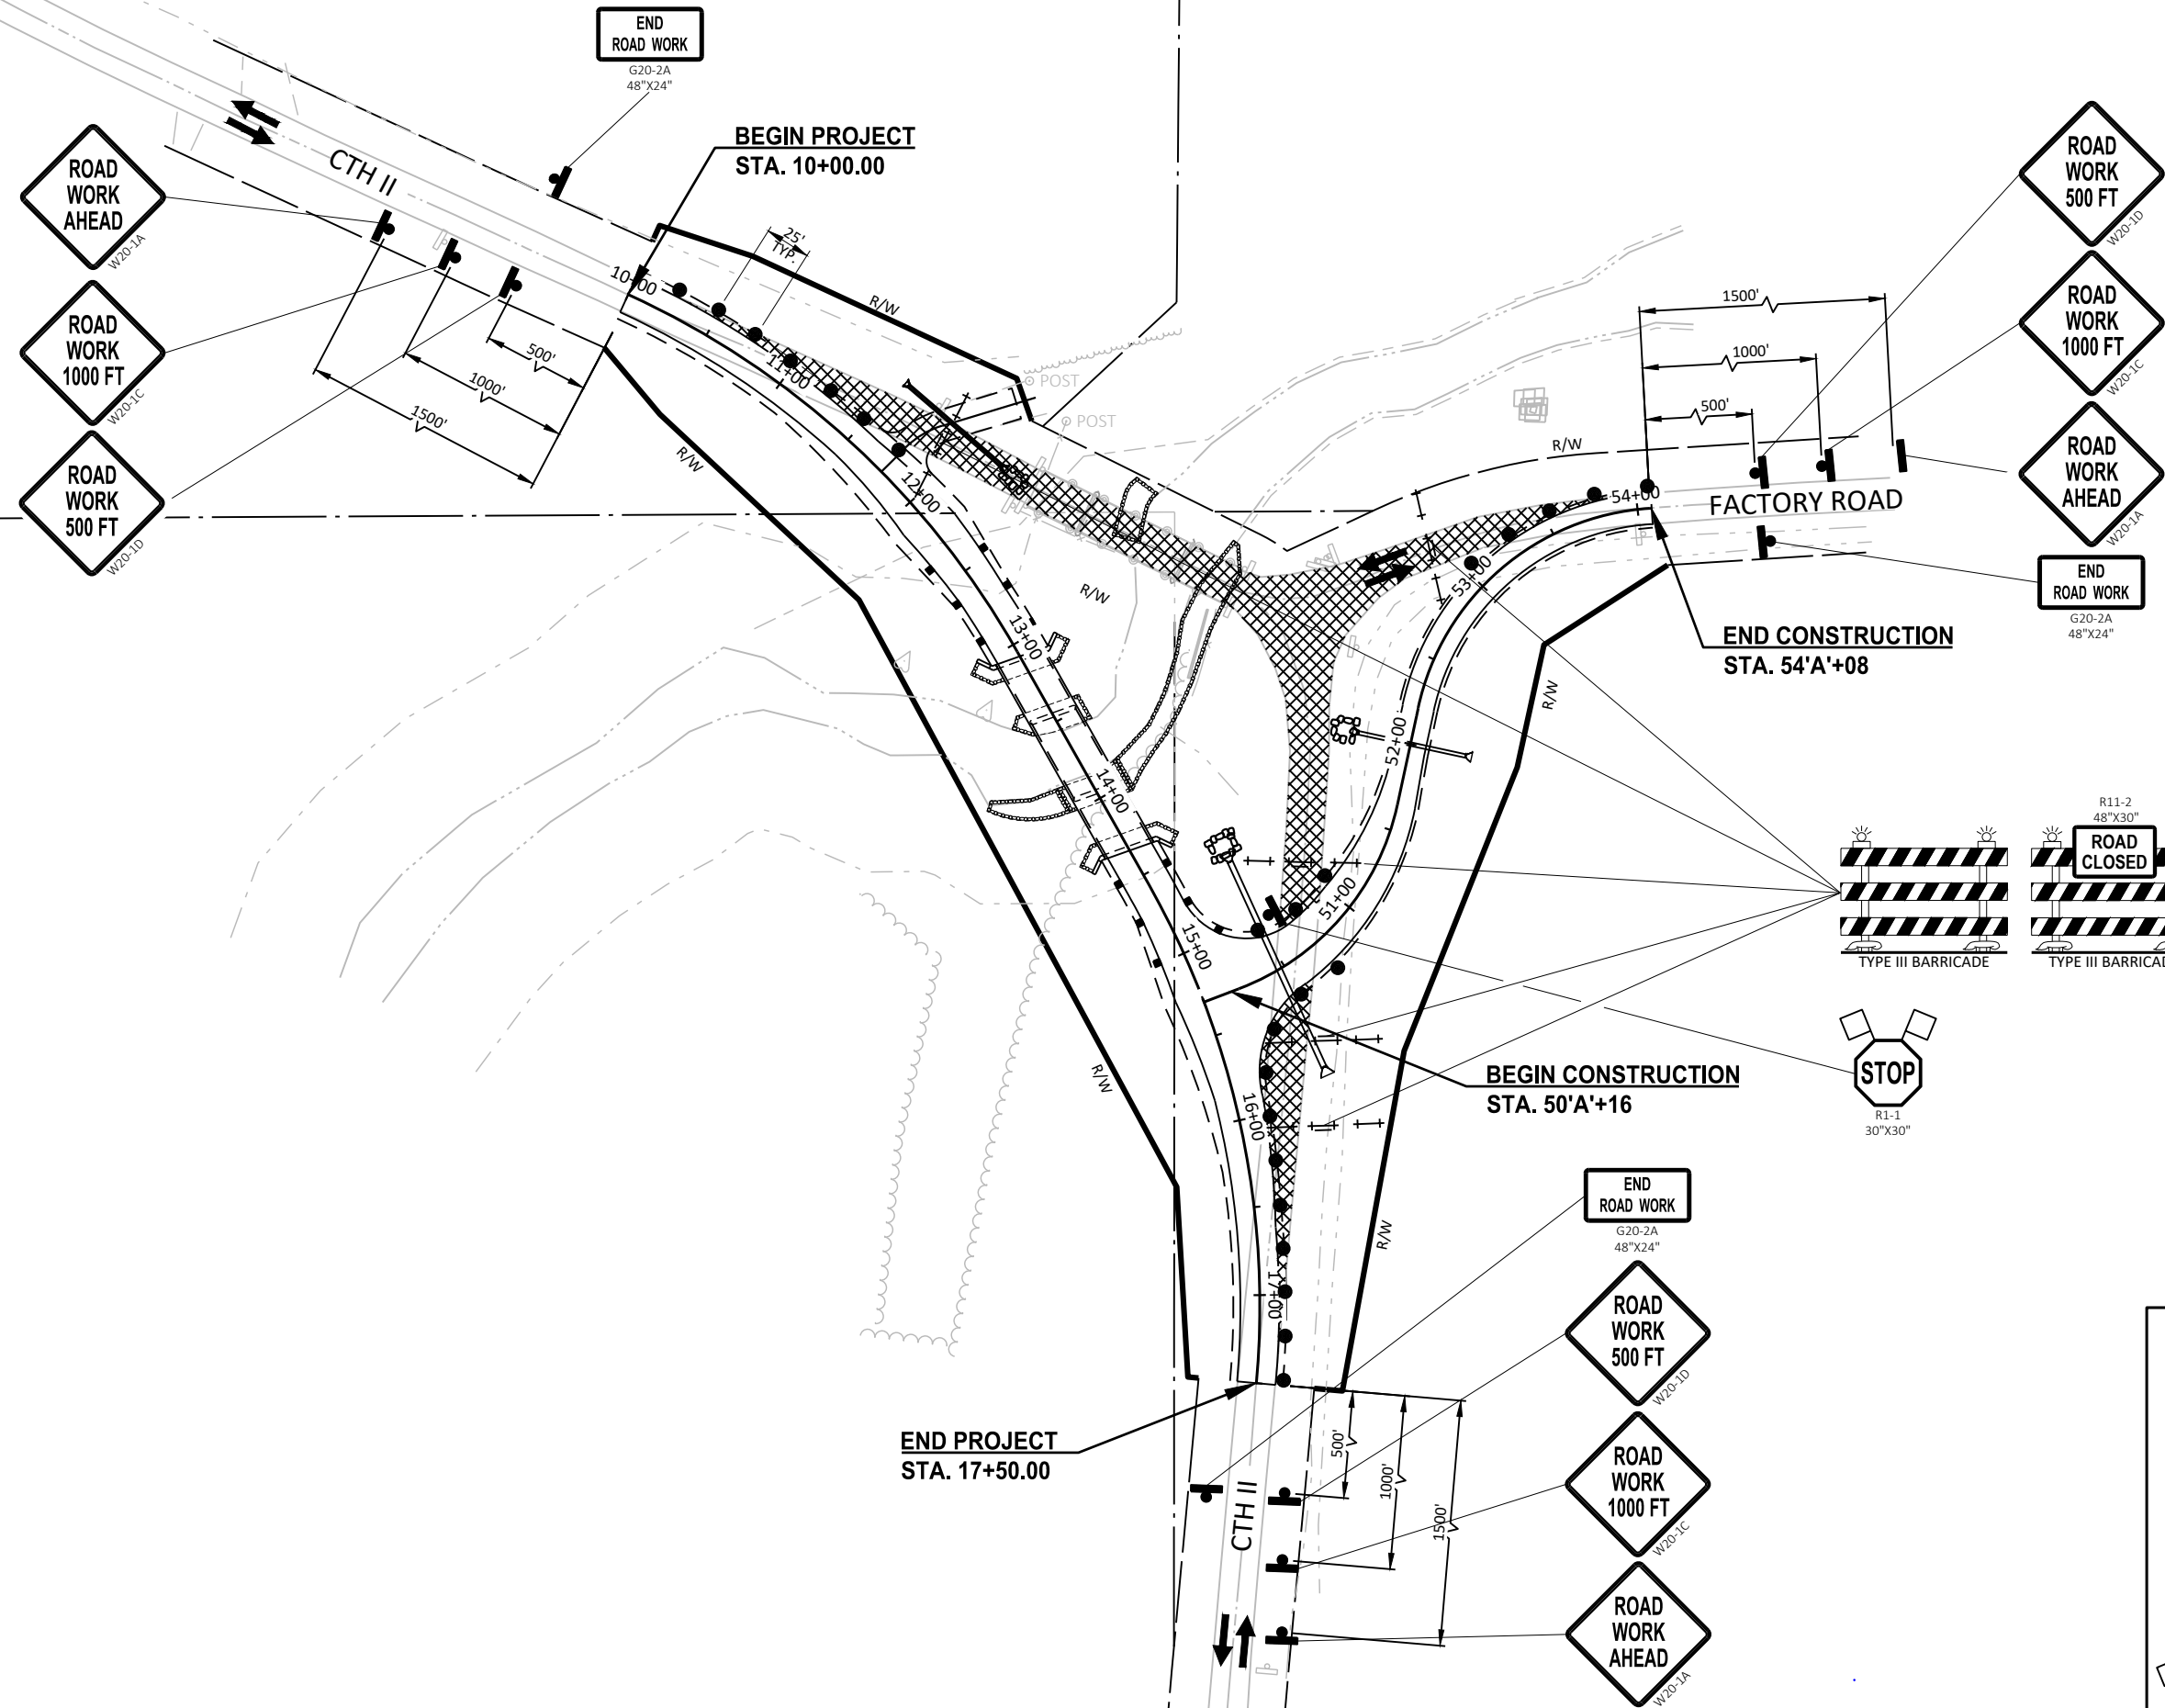 END
ROAD WORK
G20-2A
48"X24"
BEGIN PROJECT
STA. 10+00.00
ROAD
WORK
AHEAD
W20-1A
ROAD
WORK
1000 FT
W20-1C
ROAD
WORK
500 FT
W20-1D
CTH II
500'
1000'
1500'
10+00
25'
TYP.
R/W
11+00
POST
POST
R/W
12+00
R/W
13+00
14+00
15+00
R/W
16+00
17+00
R/W
1500'
1000'
500'
R/W
54+00
FACTORY ROAD
53+00
52+00
51+00
R/W
ROAD
WORK
500 FT
W20-1D
ROAD
WORK
1000 FT
W20-1C
ROAD
WORK
AHEAD
W20-1A
END
ROAD WORK
G20-2A
48"X24"
END CONSTRUCTION
STA. 54'A'+08
R11-2
48"X30"
ROAD
CLOSED
TYPE III BARRICADE
TYPE III BARRICAD
STOP
R1-1
30"X30"
BEGIN CONSTRUCTION
STA. 50'A'+16
END
ROAD WORK
G20-2A
48"X24"
ROAD
WORK
500 FT
W20-1D
ROAD
WORK
1000 FT
W20-1C
ROAD
WORK
AHEAD
W20-1A
END PROJECT
STA. 17+50.00
500'
1000'
1500'
CTH II